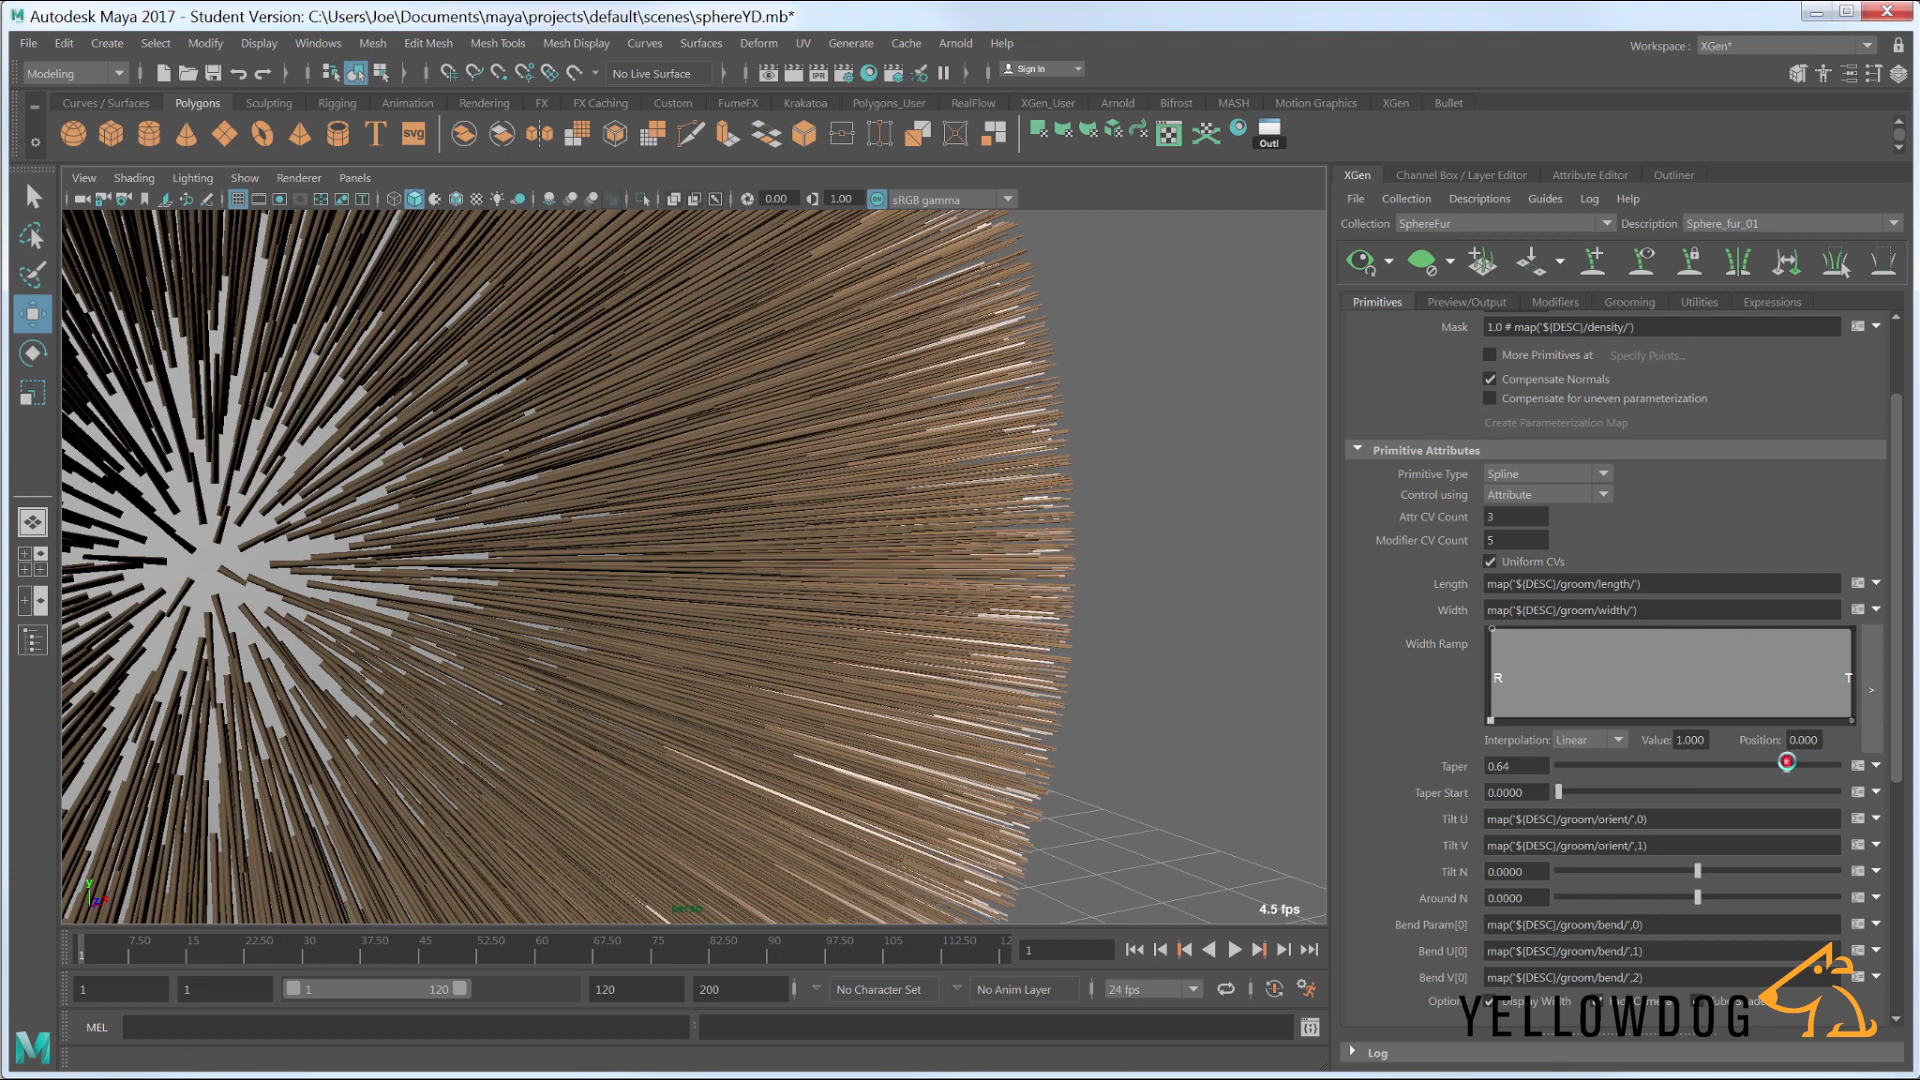 Autodesk Maya 2017 - Student Version: C:\Users\Joe\Documents\maya\projects\default\scenes\sphereYD.mb*
File Edit Create Select Modify Display Windows Mesh Edit Mesh Mesh Tools Mesh Display Curves Surfaces Deform UV Generate Cache Arnold Help
Workspace : XGen*
Modeling No Live Surface IPR Sign In
Curves / Surfaces Polygons Sculpting Rigging Animation Rendering FX FX Caching Custom FumeFX Krakatoa Polygons_User RealFlow XGen_User Arnold Bifrost MASH Motion Graphics XGen Bullet
T svg Outl
View Shading Lighting Show Renderer Panels
0.00 1.00 ON sRGB gamma
XGen Channel Box / Layer Editor Attribute Editor Outliner
File Collection Descriptions Guides Log Help
Collection SphereFur Description Sphere_fur_01
Primitives Preview/Output Modifiers Grooming Utilities Expressions
Mask 1.0 # map('${DESC}/density/')
More Primitives at Specify Points...
Compensate Normals
Compensate for uneven parameterization
Create Parameterization Map
Primitive Attributes
Primitive Type Spline
Control using Attribute
Attr CV Count 3
Modifier CV Count 5
Uniform CVs
Length map('${DESC}/groom/length/')
Width map('${DESC}/groom/width/')
Width Ramp
R T
>
Interpolation: Linear Value: 1.000 Position: 0.000
Taper 0.64
Taper Start 0.0000
Tilt U map('${DESC}/groom/orient/',0)
Tilt V map('${DESC}/groom/orient/',1)
Tilt N 0.0000
Around N 0.0000
Bend Param[0] map('${DESC}/groom/bend/',0)
Bend U[0] map('${DESC}/groom/bend/',1)
Bend V[0] map('${DESC}/groom/bend/',2)
Display Width
YELLOWDOG
Log
y
persp
4.5 fps
1 7.50 15 22.50 30 37.50 45 52.50 60 67.50 75 82.50 90 97.50 105 112.50 1
1 1 1 120 120 200 No Character Set No Anim Layer 24 fps
MEL